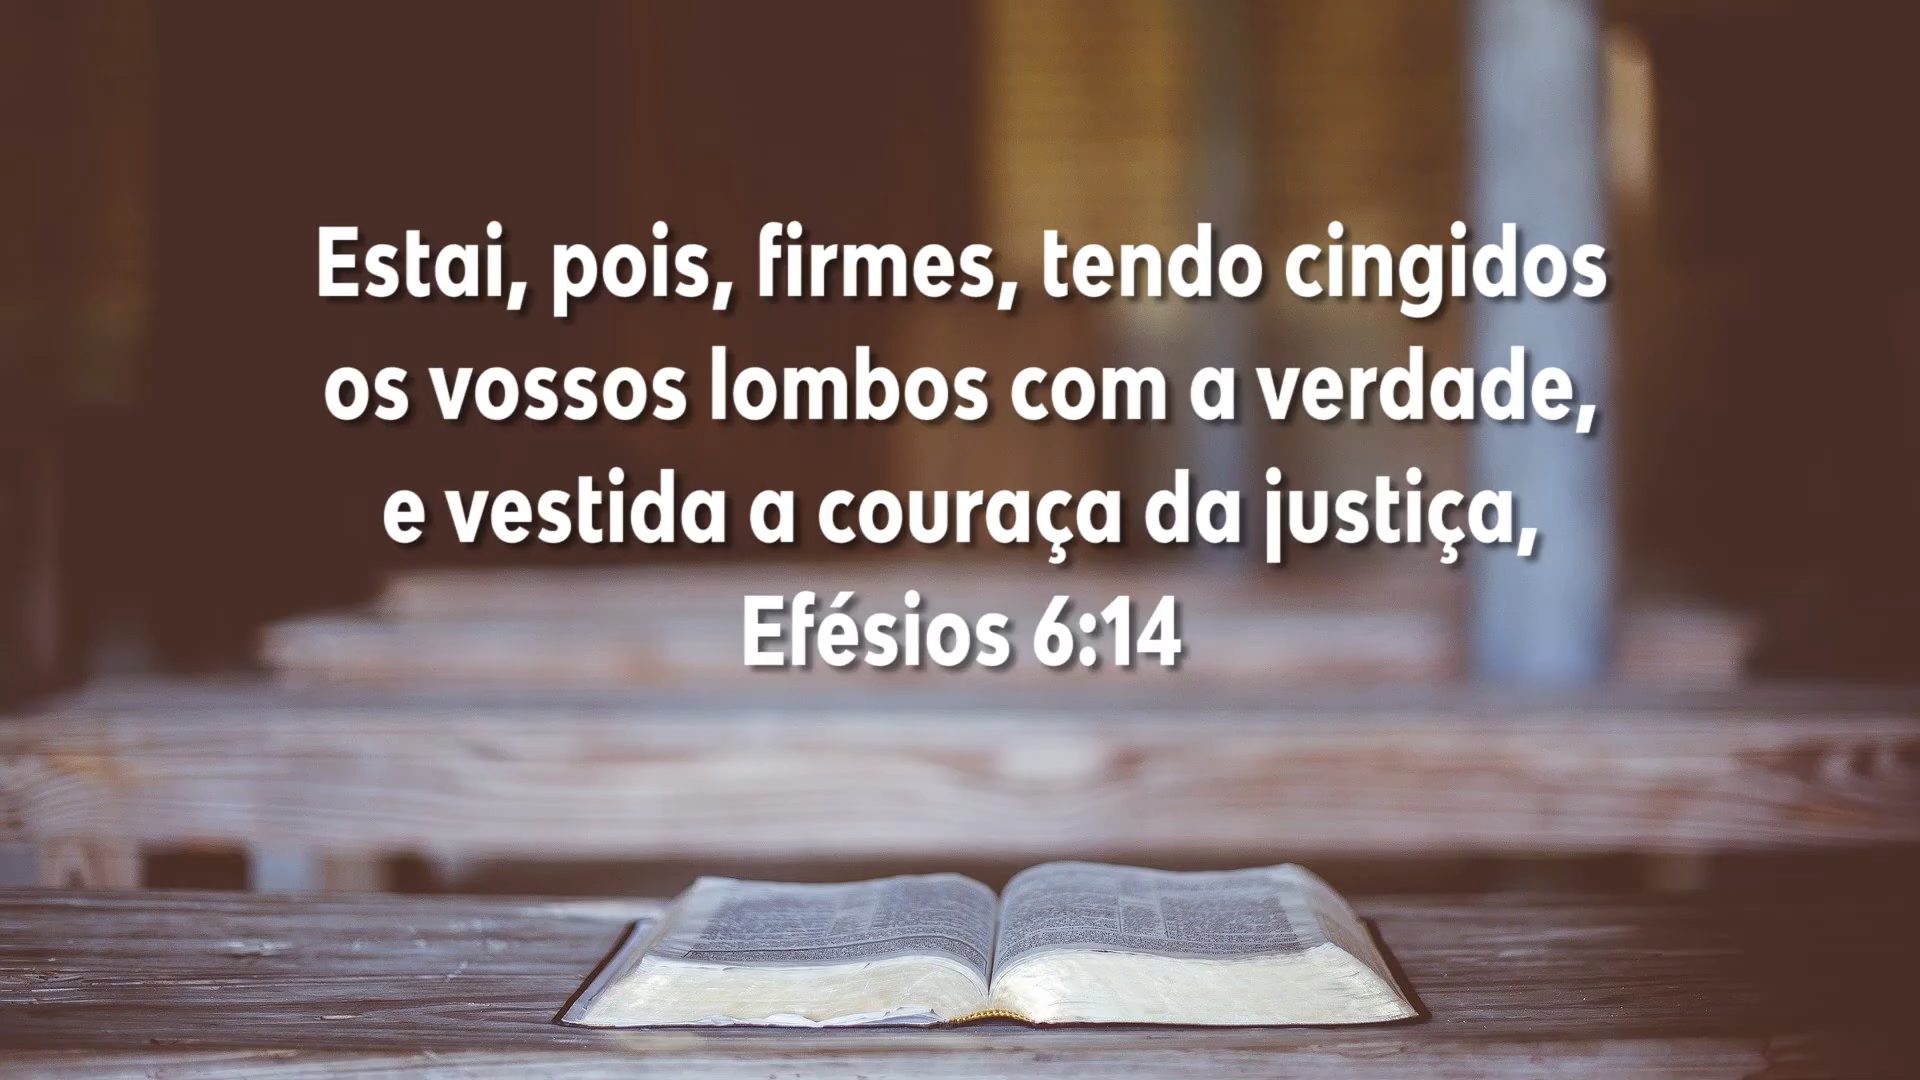 Estai, pois, firmes, tendo cingidos
os vossos lombos com a verdade,
e vestida a couraça da justiça,
Efésios 6:14